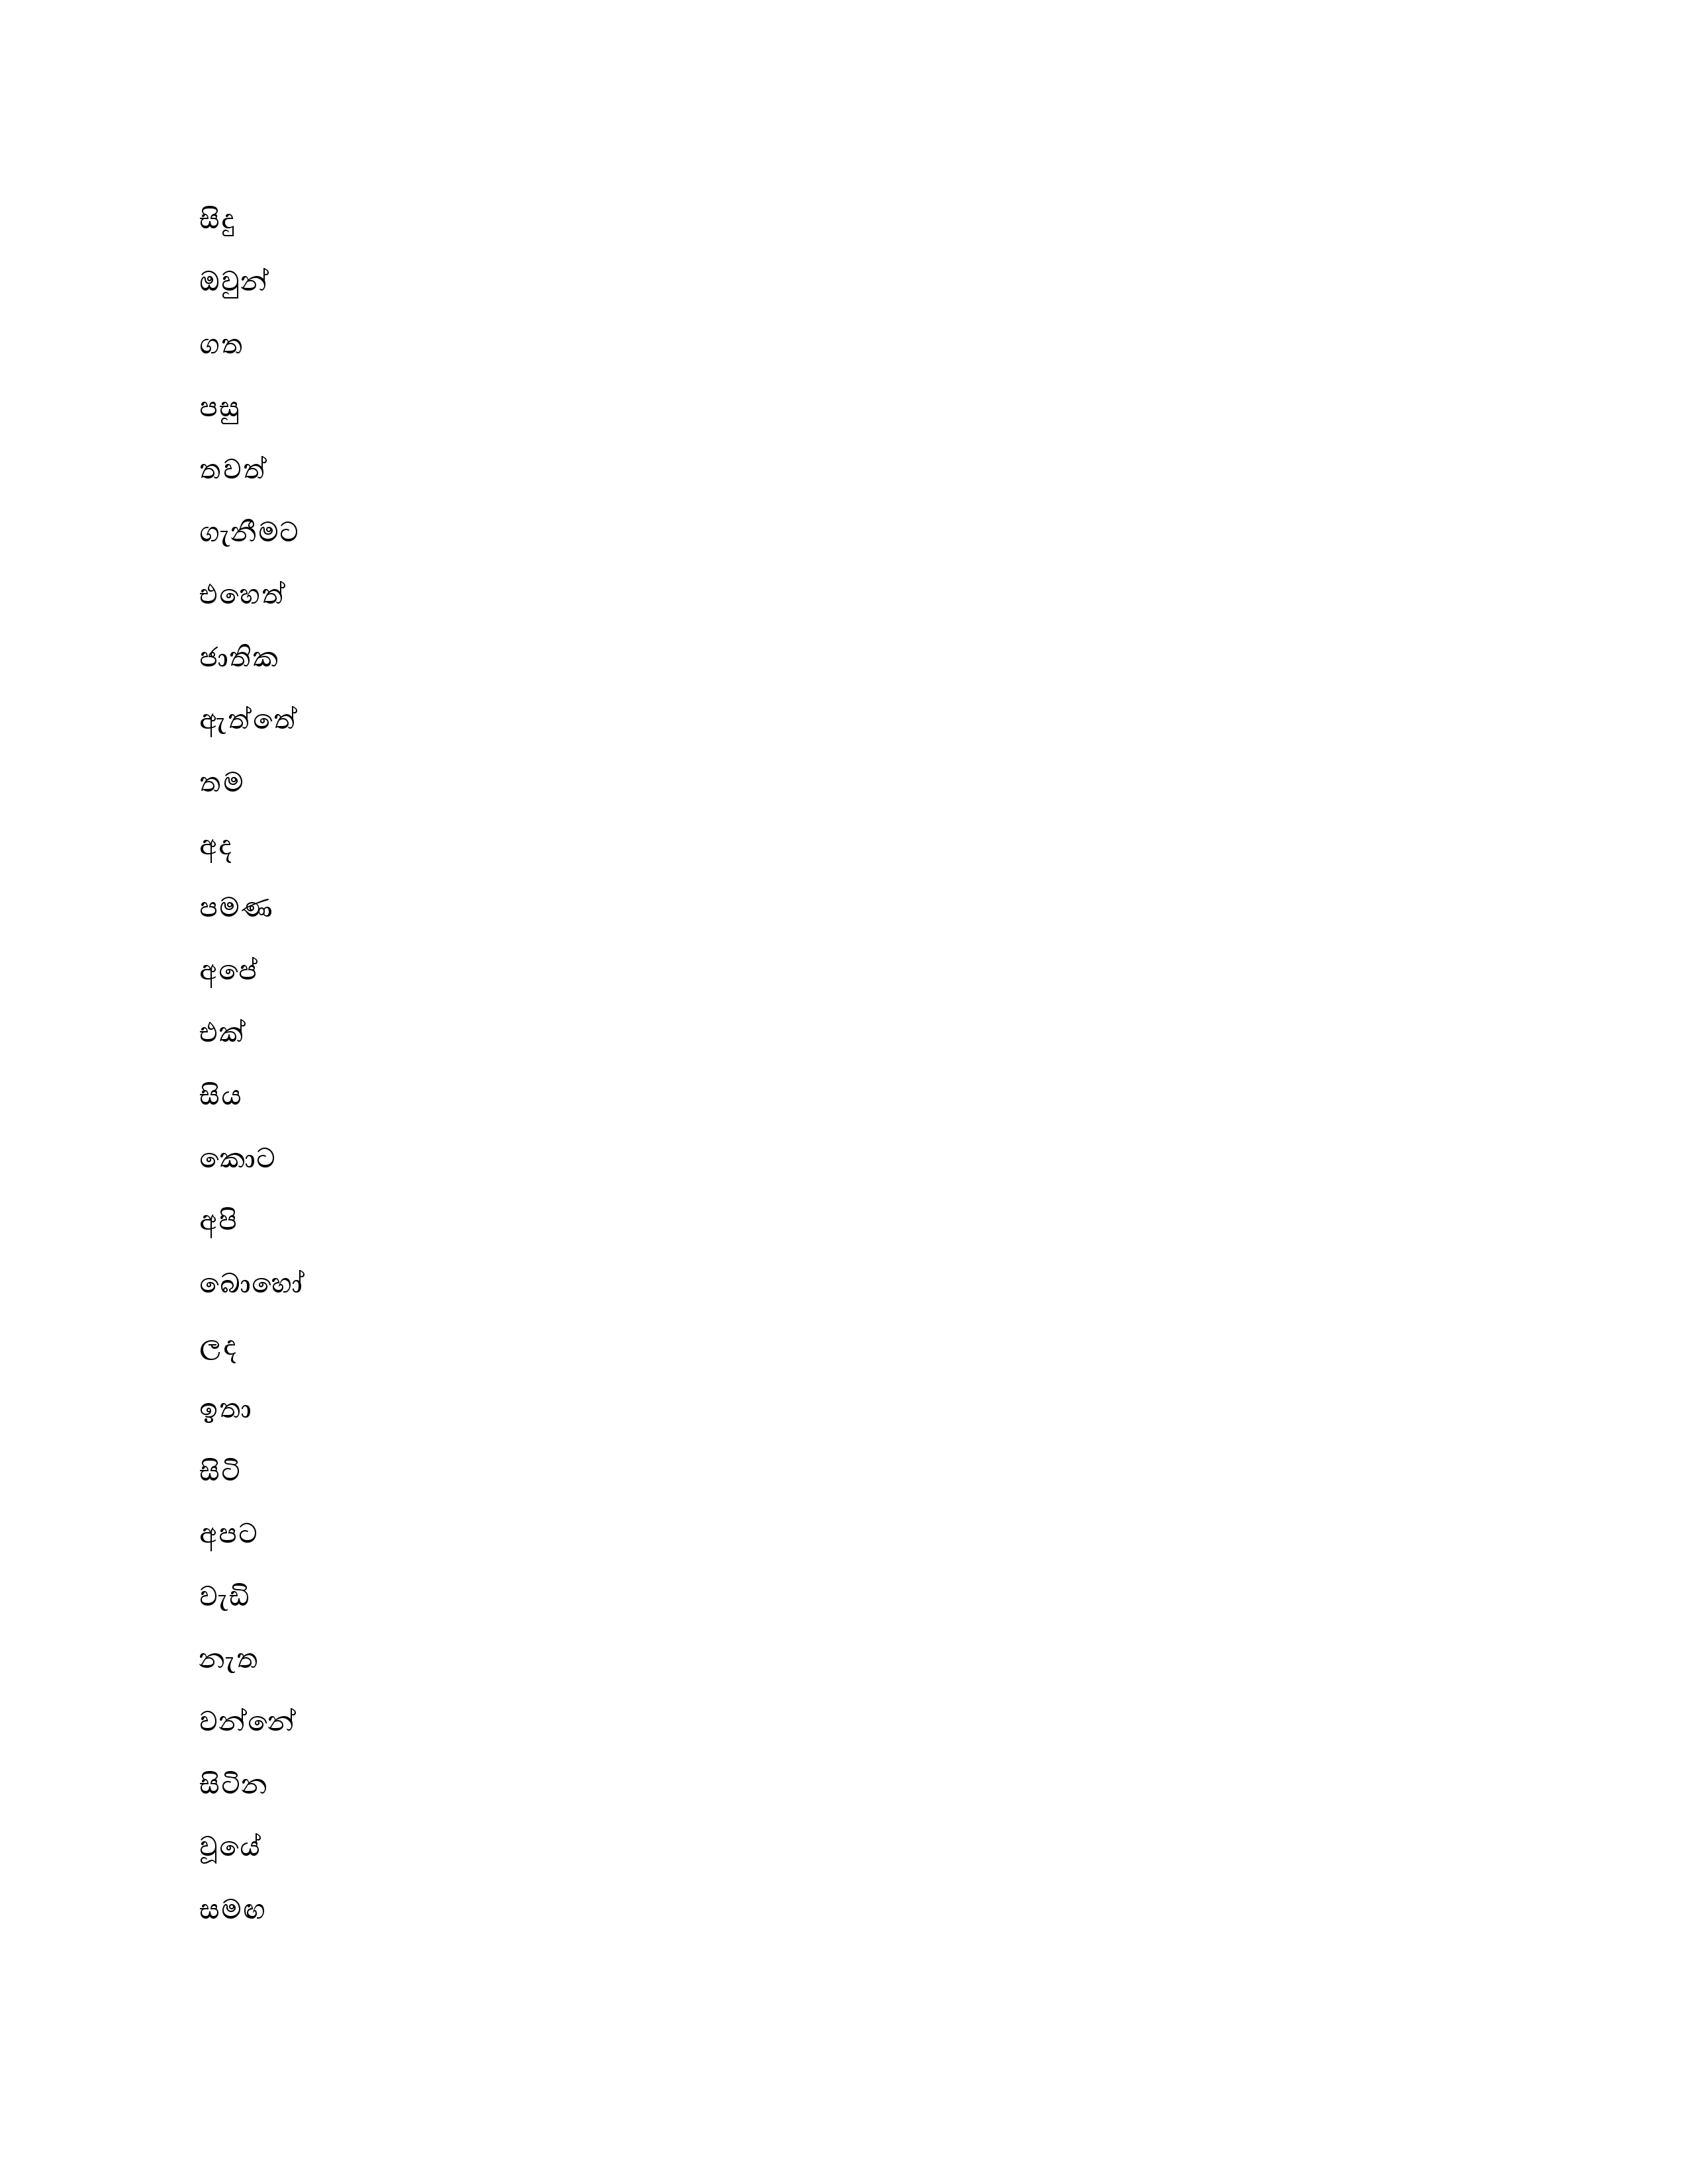 සිදු
ඔවුන්
ගත
පසු
තවත්
ගැනීමට
එහෙත්
ජාතික
ඇත්තේ
තම
අද
පමණ
අපේ
එක්
සිය
කොට
අපි
බොහෝ
ලද
ඉතා
සිටි
අපට
වැඩි
නැත
වන්නේ
සිටින
වූයේ
සමඟ